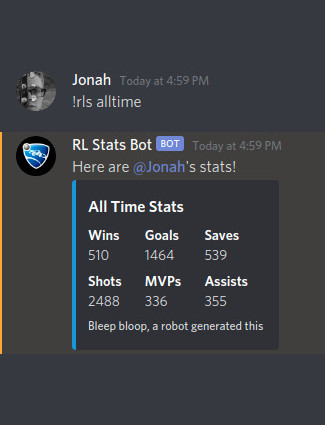 Jonah Today at 4:59 PM
!rls alltime
RL Stats Bot BOT Today at 4:59 PM
Here are @Jonah's stats!
All Time Stats
Wins Goals Saves
510 1464 539
Shots MVPs Assists
2488 336 355
Bleep bloop, a robot generated this